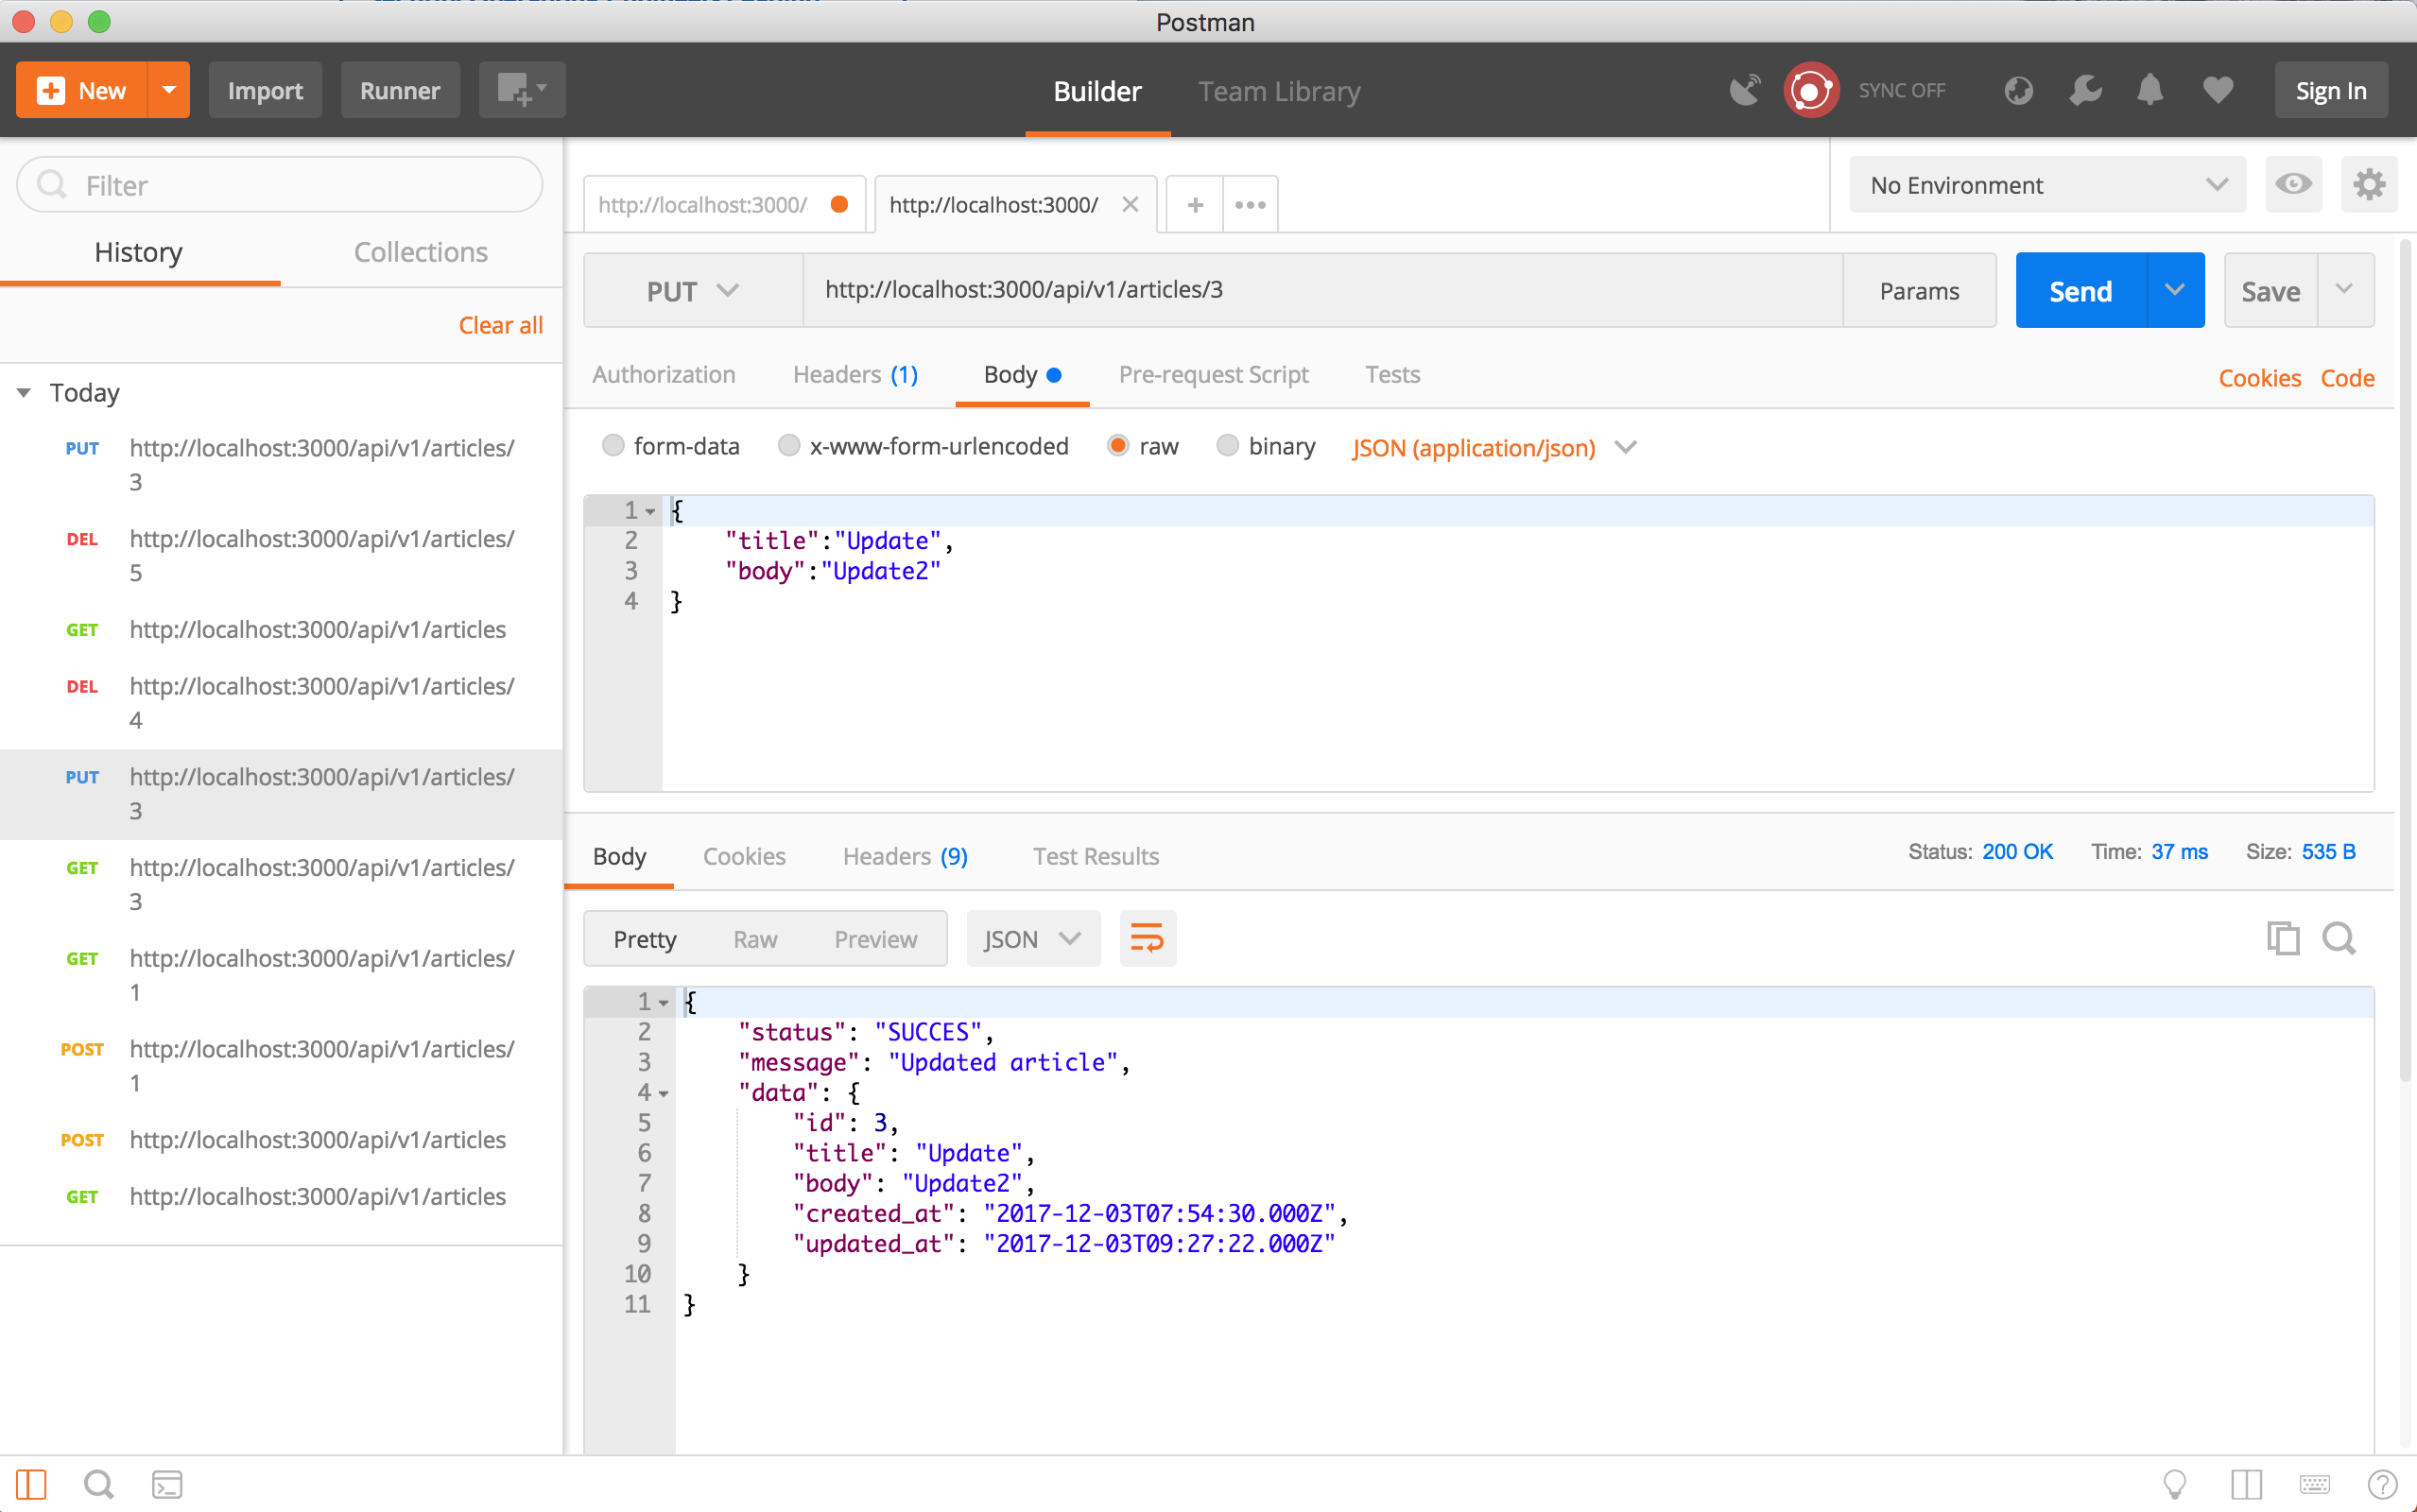 Postman
New
Import
Runner
Builder
Team Library
SYNC OFF
Sign In
Filter
History
Collections
Clear all
Today
PUT http://localhost:3000/api/v1/articles/
3
DEL http://localhost:3000/api/v1/articles/
5
GET http://localhost:3000/api/v1/articles
DEL http://localhost:3000/api/v1/articles/
4
PUT http://localhost:3000/api/v1/articles/
3
GET http://localhost:3000/api/v1/articles/
3
GET http://localhost:3000/api/v1/articles/
1
POST http://localhost:3000/api/v1/articles/
1
POST http://localhost:3000/api/v1/articles
GET http://localhost:3000/api/v1/articles
http://localhost:3000/
http://localhost:3000/
No Environment
PUT
http://localhost:3000/api/v1/articles/3
Params
Send
Save
Authorization
Headers (1)
Body
Pre-request Script
Tests
Cookies
Code
form-data
x-www-form-urlencoded
raw
binary
JSON (application/json)
1 {
2 "title":"Update",
3 "body":"Update2"
4 }
Body
Cookies
Headers (9)
Test Results
Status: 200 OK
Time: 37 ms
Size: 535 B
Pretty
Raw
Preview
JSON
1 {
2 "status": "SUCCES",
3 "message": "Updated article",
4 "data": {
5 "id": 3,
6 "title": "Update",
7 "body": "Update2",
8 "created_at": "2017-12-03T07:54:30.000Z",
9 "updated_at": "2017-12-03T09:27:22.000Z"
10 }
11 }